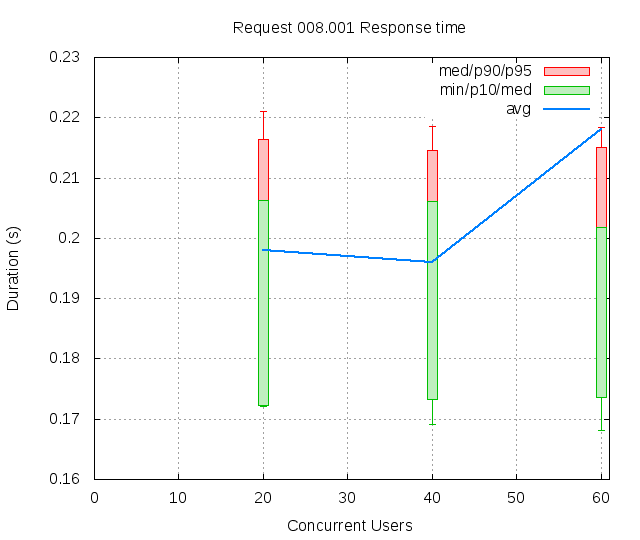 Request 008.001 Response time
med/p90/p95
min/p10/med
avg
0.23
0.22
0.21
0.2
0.19
0.18
0.17
0.16
Duration (s)
0 10 20 30 40 50 60
Concurrent Users